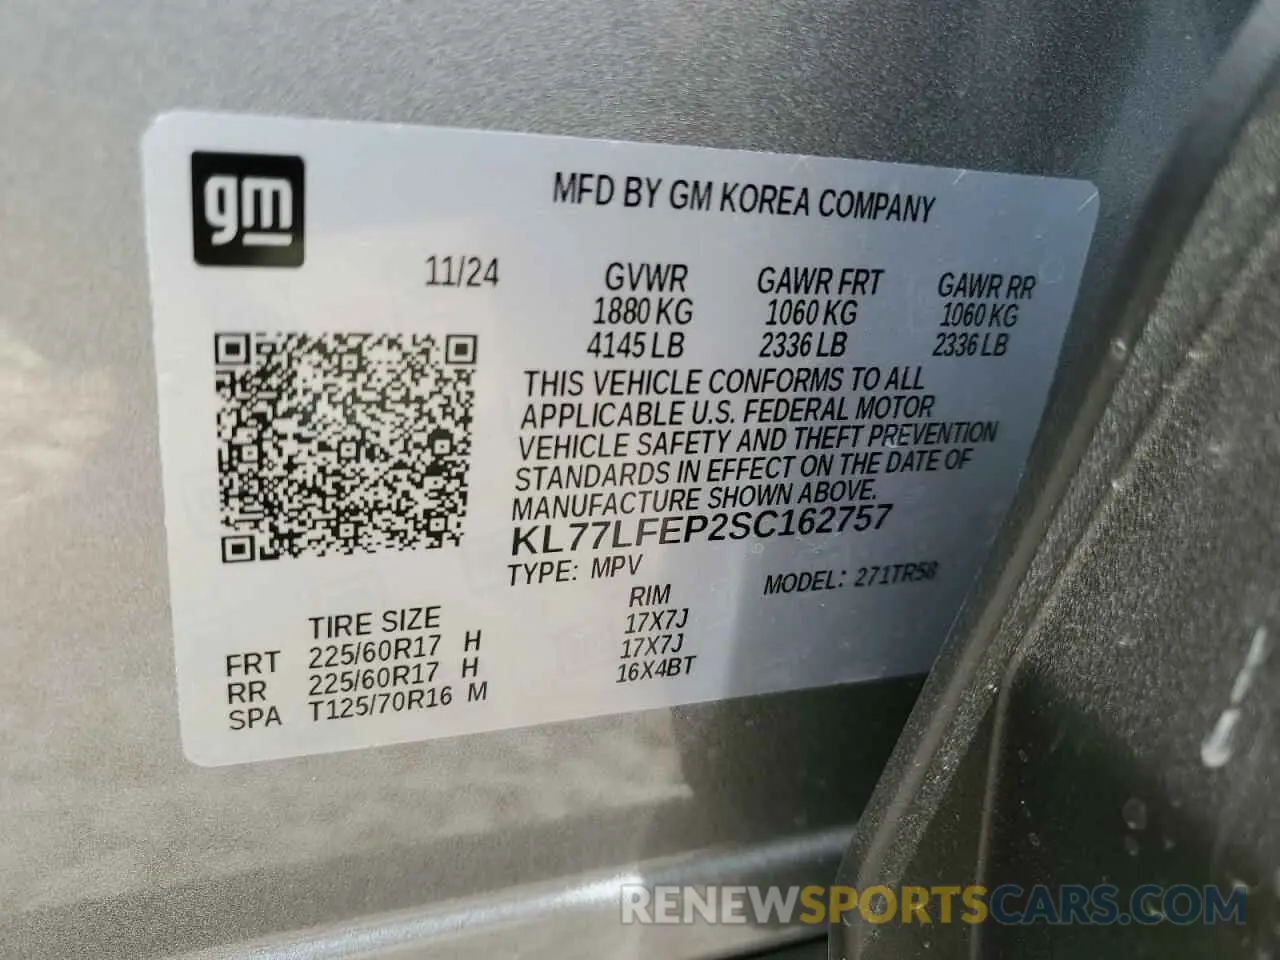 gm
MFD BY GM KOREA COMPANY
11/24
GVWR GAWR FRT GAWR RR
1880 KG 1060 KG 1060 KG
4145 LB 2336 LB 2336 LB
THIS VEHICLE CONFORMS TO ALL
APPLICABLE U.S. FEDERAL MOTOR
VEHICLE SAFETY AND THEFT PREVENTION
STANDARDS IN EFFECT ON THE DATE OF
MANUFACTURE SHOWN ABOVE.
KL77LFEP2SC162757
TYPE: MPV MODEL: 271TR58
TIRE SIZE RIM
FRT 225/60R17 H 17X7J
RR 225/60R17 H 17X7J
SPA T125/70R16 M 16X4BT
RENEWSPORTSCARS.COM